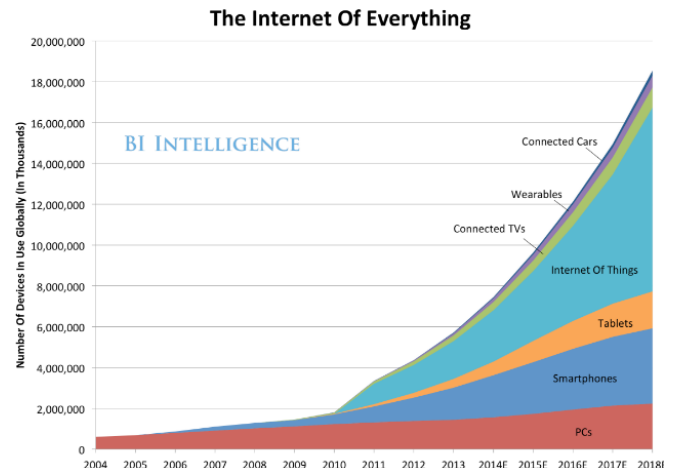 The Internet Of Everything
Number Of Devices In Use Globally (In Thousands)
20,000,000
18,000,000
16,000,000
14,000,000
12,000,000
10,000,000
8,000,000
6,000,000
4,000,000
2,000,000
0
BI INTELLIGENCE
Connected Cars
Wearables
Connected TVs
Internet Of Things
Tablets
Smartphones
PCs
2004 2005 2006 2007 2008 2009 2010 2011 2012 2013 2014E 2015E 2016E 2017E 2018E